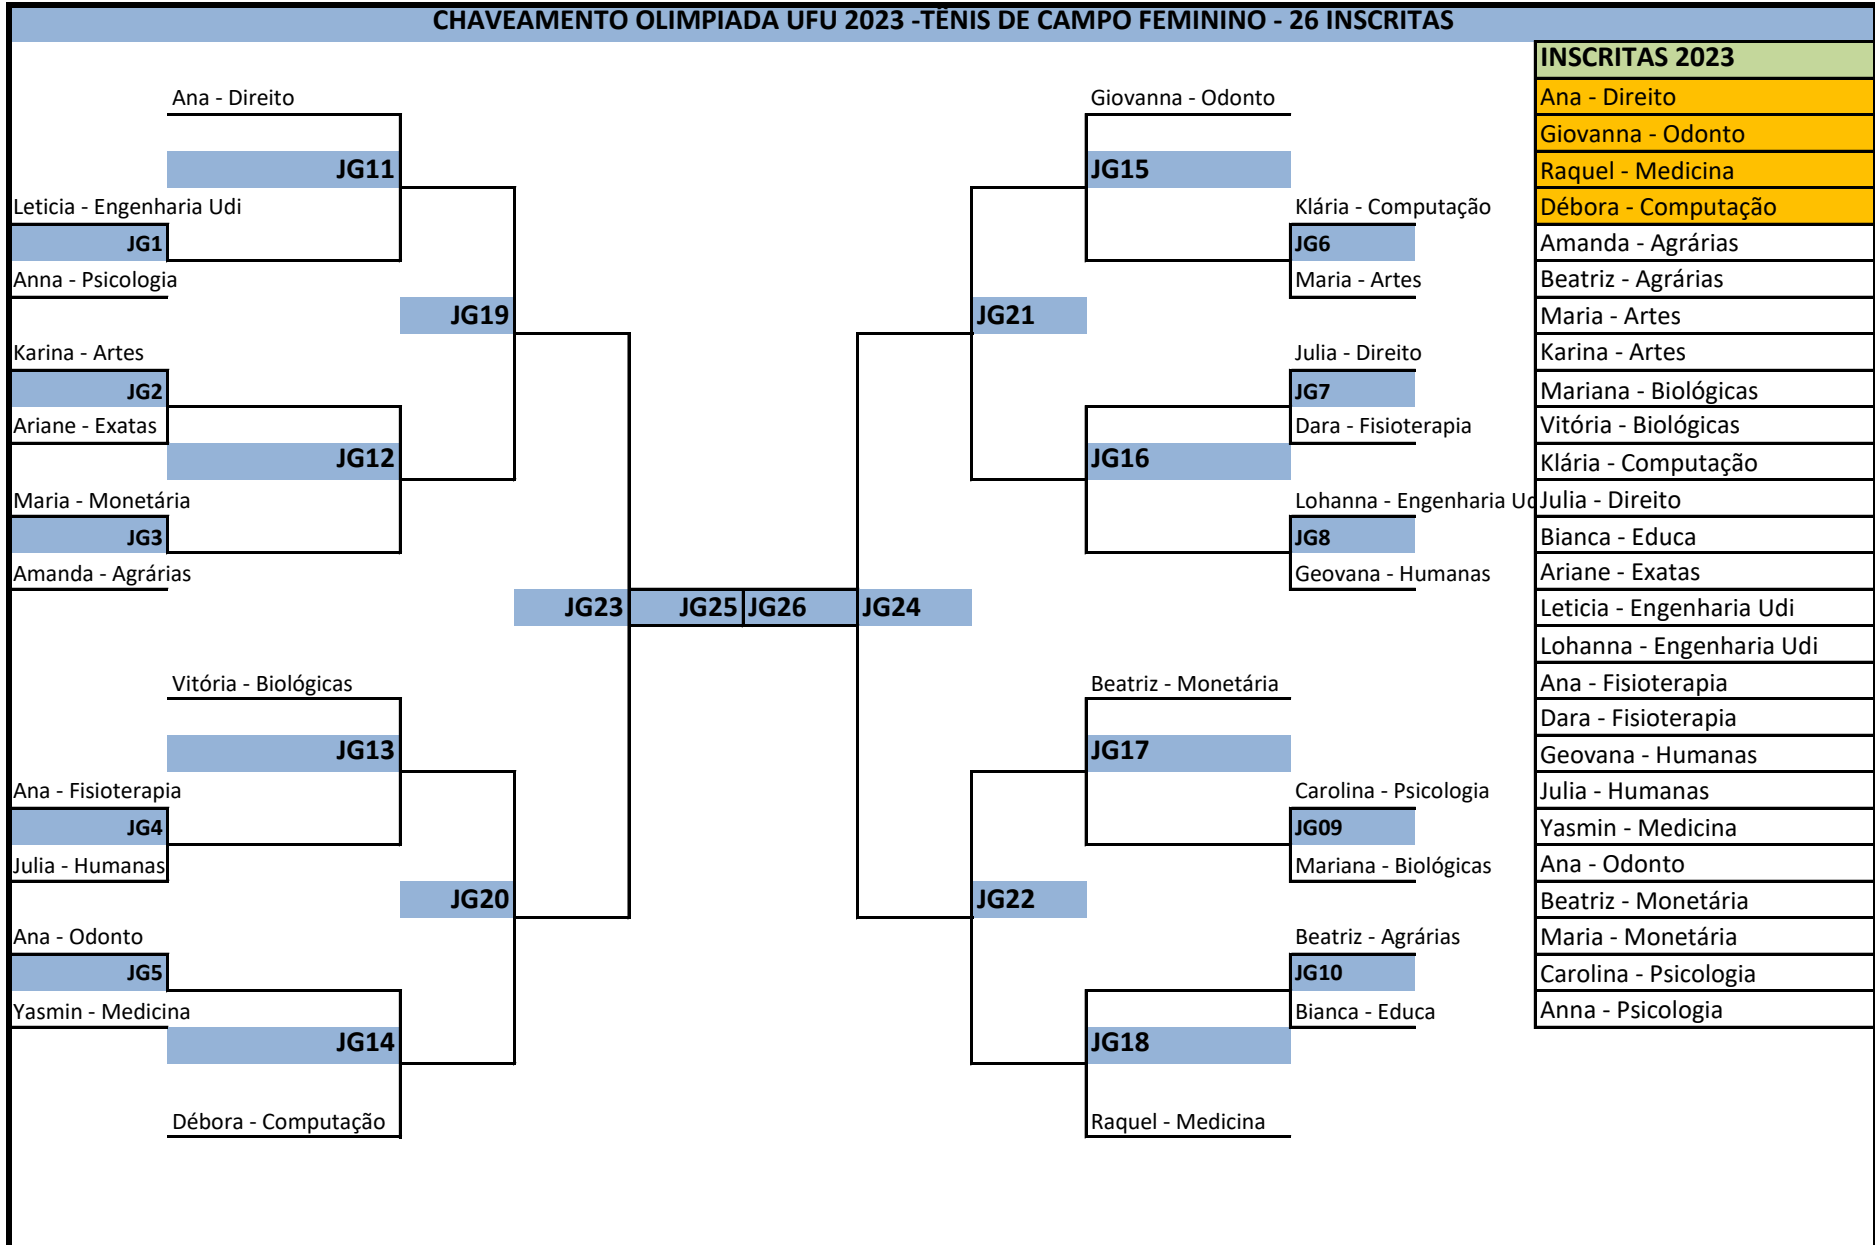 CHAVEAMENTO OLIMPIADA UFU 2023 -TÊNIS DE CAMPO FEMININO - 26 INSCRITAS
Ana - Direito
JG11
Leticia - Engenharia Udi
JG1
Anna - Psicologia
JG19
Karina - Artes
JG2
Ariane - Exatas
JG12
Maria - Monetária
JG3
Amanda - Agrárias
JG23
JG25
JG26
JG24
Vitória - Biológicas
JG13
Ana - Fisioterapia
JG4
Julia - Humanas
JG20
Ana - Odonto
JG5
Yasmin - Medicina
JG14
Débora - Computação
Giovanna - Odonto
JG15
Klária - Computação
JG6
Maria - Artes
JG21
Julia - Direito
JG7
Dara - Fisioterapia
JG16
Lohanna - Engenharia Ud
JG8
Geovana - Humanas
Beatriz - Monetária
JG17
Carolina - Psicologia
JG09
Mariana - Biológicas
JG22
Beatriz - Agrárias
JG10
Bianca - Educa
JG18
Raquel - Medicina
INSCRITAS 2023
Ana - Direito
Giovanna - Odonto
Raquel - Medicina
Débora - Computação
Amanda - Agrárias
Beatriz - Agrárias
Maria - Artes
Karina - Artes
Mariana - Biológicas
Vitória - Biológicas
Klária - Computação
Julia - Direito
Bianca - Educa
Ariane - Exatas
Leticia - Engenharia Udi
Lohanna - Engenharia Udi
Ana - Fisioterapia
Dara - Fisioterapia
Geovana - Humanas
Julia - Humanas
Yasmin - Medicina
Ana - Odonto
Beatriz - Monetária
Maria - Monetária
Carolina - Psicologia
Anna - Psicologia